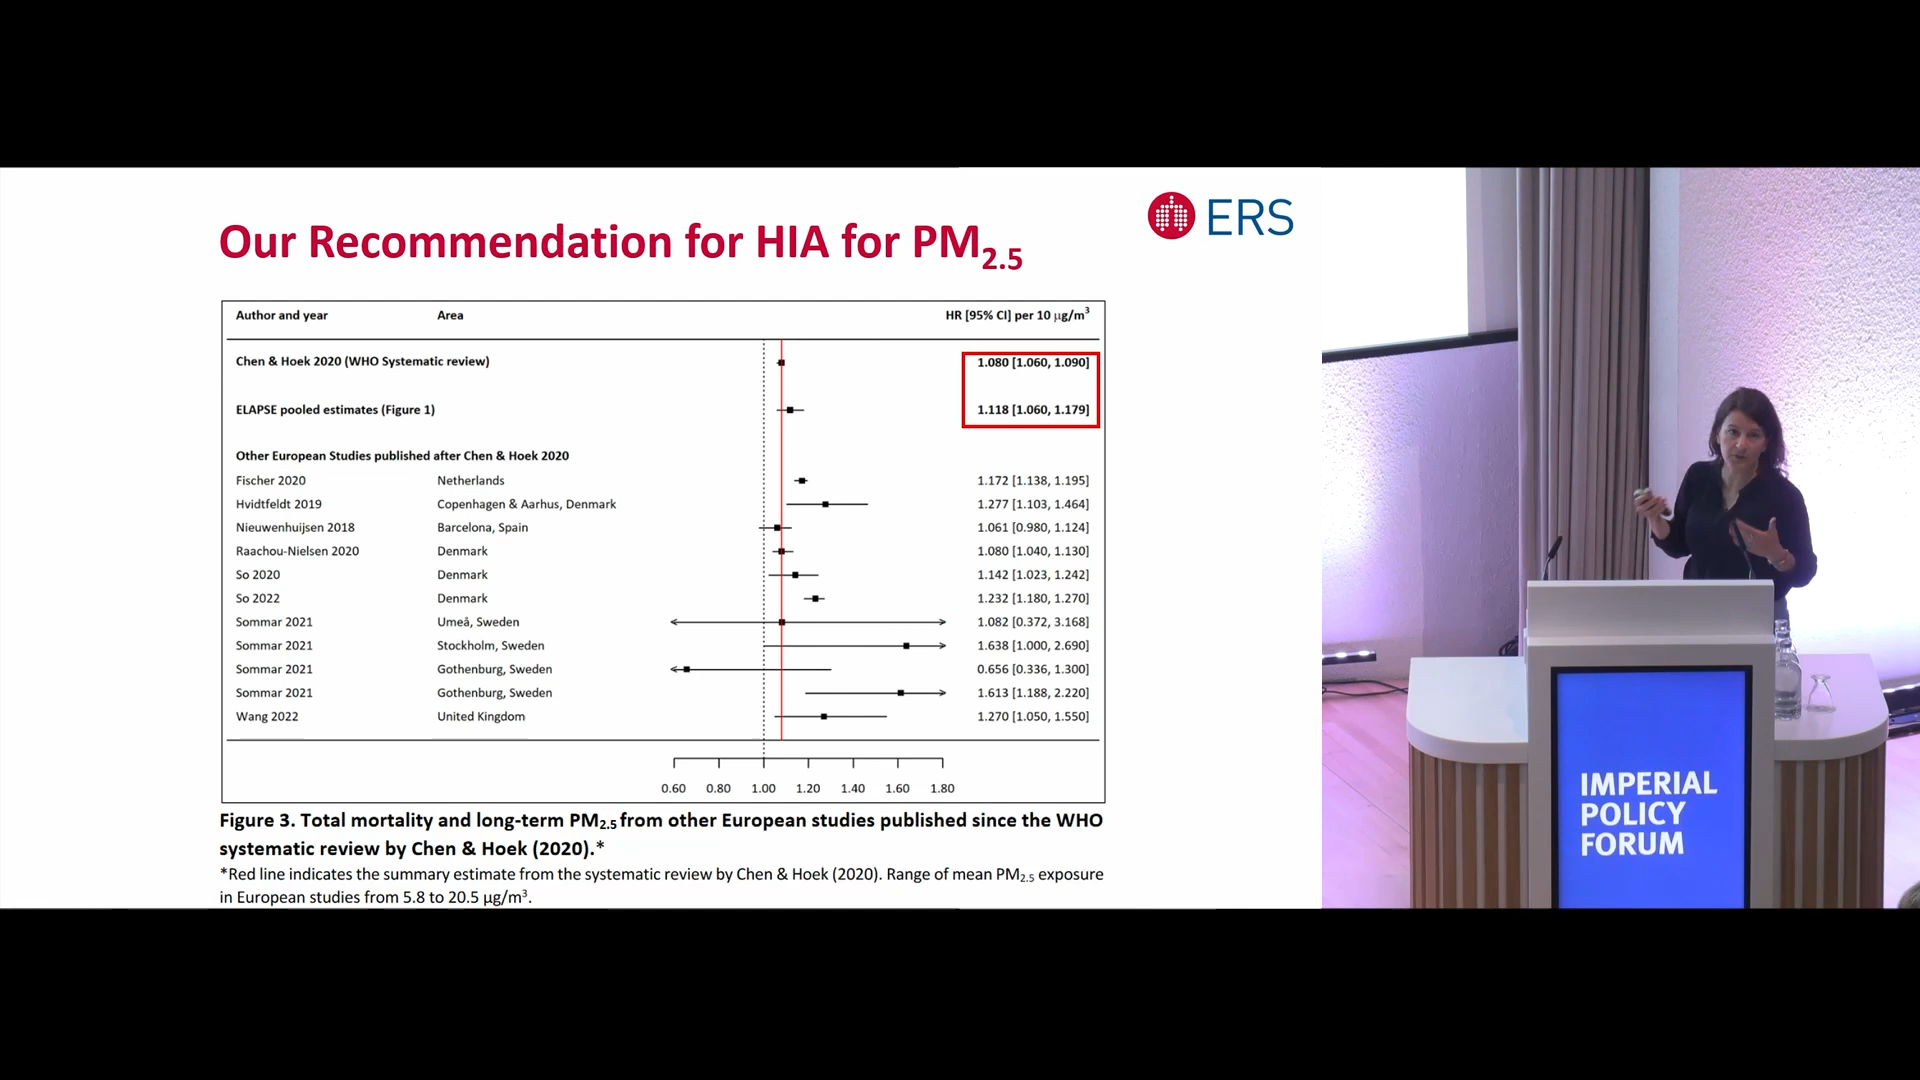 ERS
Our Recommendation for HIA for PM2.5
Author and year Area HR [95% CI] per 10 µg/m3
Chen & Hoek 2020 (WHO Systematic review) 1.080 [1.060, 1.090]
ELAPSE pooled estimates (Figure 1) 1.118 [1.060, 1.179]
Other European Studies published after Chen & Hoek 2020
Fischer 2020 Netherlands 1.172 [1.138, 1.195]
Hvidtfeldt 2019 Copenhagen & Aarhus, Denmark 1.277 [1.103, 1.464]
Nieuwenhuijsen 2018 Barcelona, Spain 1.061 [0.980, 1.124]
Raachou-Nielsen 2020 Denmark 1.080 [1.040, 1.130]
So 2020 Denmark 1.142 [1.023, 1.242]
So 2022 Denmark 1.232 [1.180, 1.270]
Sommar 2021 Umeå, Sweden 1.082 [0.372, 3.168]
Sommar 2021 Stockholm, Sweden 1.638 [1.000, 2.690]
Sommar 2021 Gothenburg, Sweden 0.656 [0.336, 1.300]
Sommar 2021 Gothenburg, Sweden 1.613 [1.188, 2.220]
Wang 2022 United Kingdom 1.270 [1.050, 1.550]
0.60 0.80 1.00 1.20 1.40 1.60 1.80
Figure 3. Total mortality and long-term PM2.5 from other European studies published since the WHO
systematic review by Chen & Hoek (2020).*
*Red line indicates the summary estimate from the systematic review by Chen & Hoek (2020). Range of mean PM2.5 exposure
in European studies from 5.8 to 20.5 µg/m3.
IMPERIAL
POLICY
FORUM